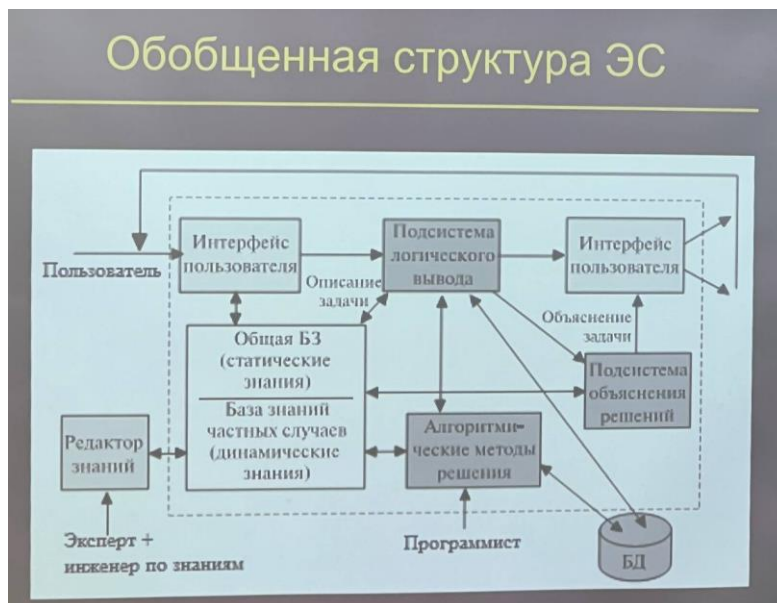 Обобщенная структура ЭС
Пользователь
Интерфейс
пользователя
Подсистема
логического
вывода
Интерфейс
пользователя
Описание
задачи
Объяснение
задачи
Общая БЗ
(статические
знания)
База знаний
частных случаев
(динамические
знания)
Подсистема
объяснения
решений
Редактор
знаний
Алгоритми-
ческие методы
решения
Эксперт +
инженер по знаниям
Программист
БД